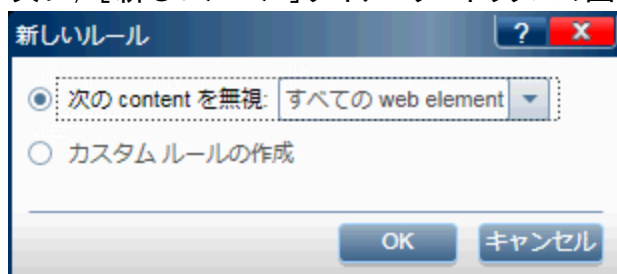 新しいルール
?
X
次の content を無視: すべての web element
カスタム ルールの作成
OK キャンセル